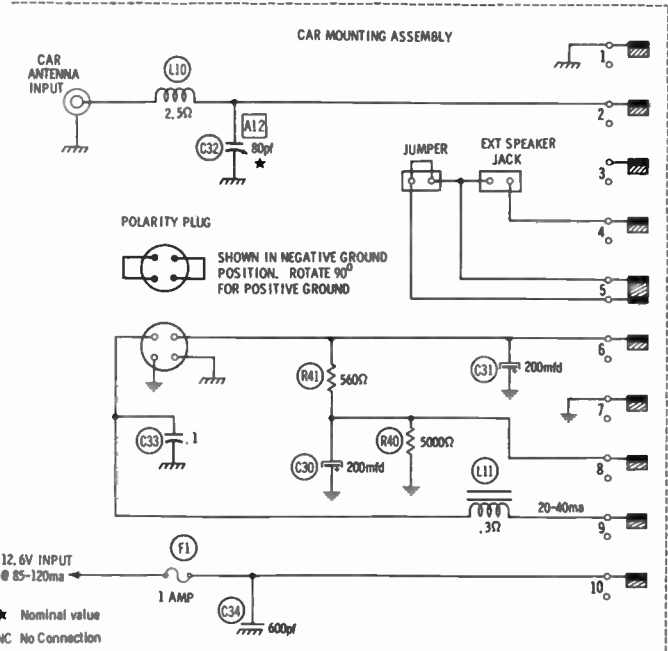 CAR MOUNTING ASSEMBLY
CAR
ANTENNA
INPUT
L10
2.5Ω
A12
C32
80pf
★
1
2
JUMPER
EXT SPEAKER
JACK
3
4
5
POLARITY PLUG
SHOWN IN NEGATIVE GROUND
POSITION. ROTATE 90°
FOR POSITIVE GROUND
6
R41
560Ω
C31
200mfd
7
C33
.1
C30
200mfd
R40
5000Ω
8
L11
.3Ω
20-40ma
9
12.6V INPUT
@ 85-120ma
F1
1 AMP
C34
600pf
10
★ Nominal value
NC No Connection